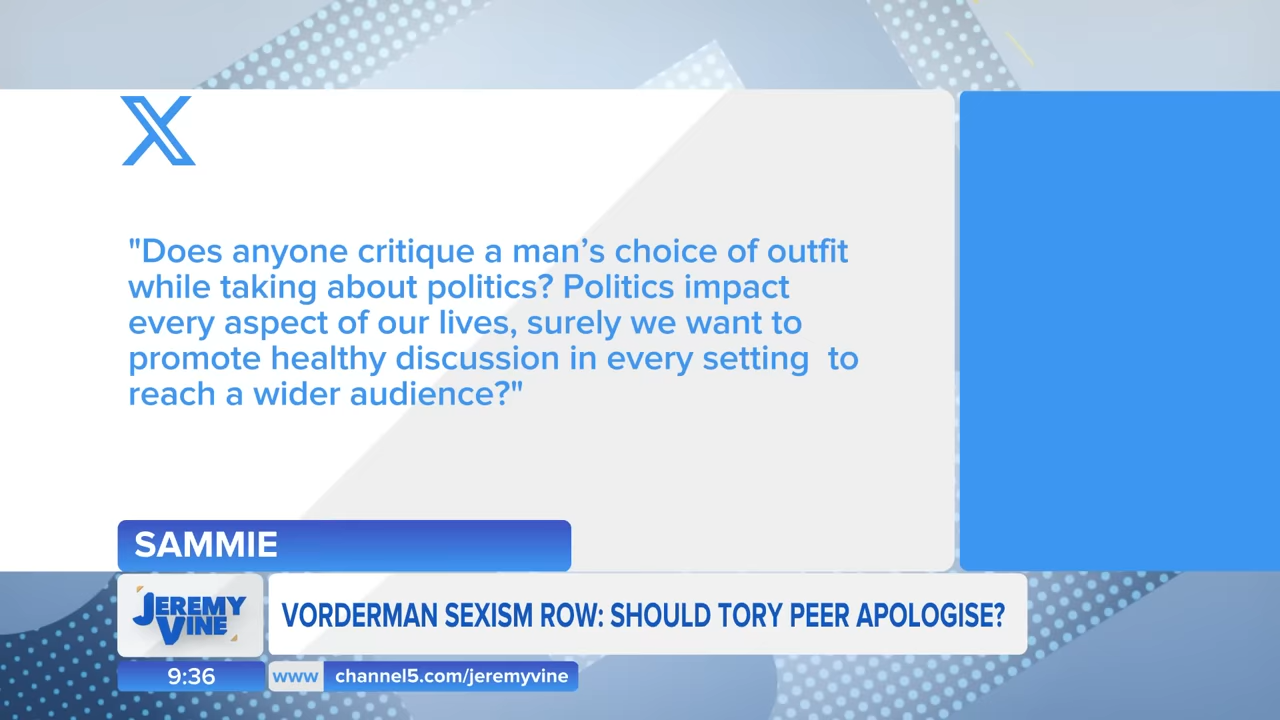 X
"Does anyone critique a man’s choice of outfit
while taking about politics? Politics impact
every aspect of our lives, surely we want to
promote healthy discussion in every setting  to
reach a wider audience?"
SAMMIE
JEREMY
VINE
VORDERMAN SEXISM ROW: SHOULD TORY PEER APOLOGISE?
9:36
www channel5.com/jeremyvine